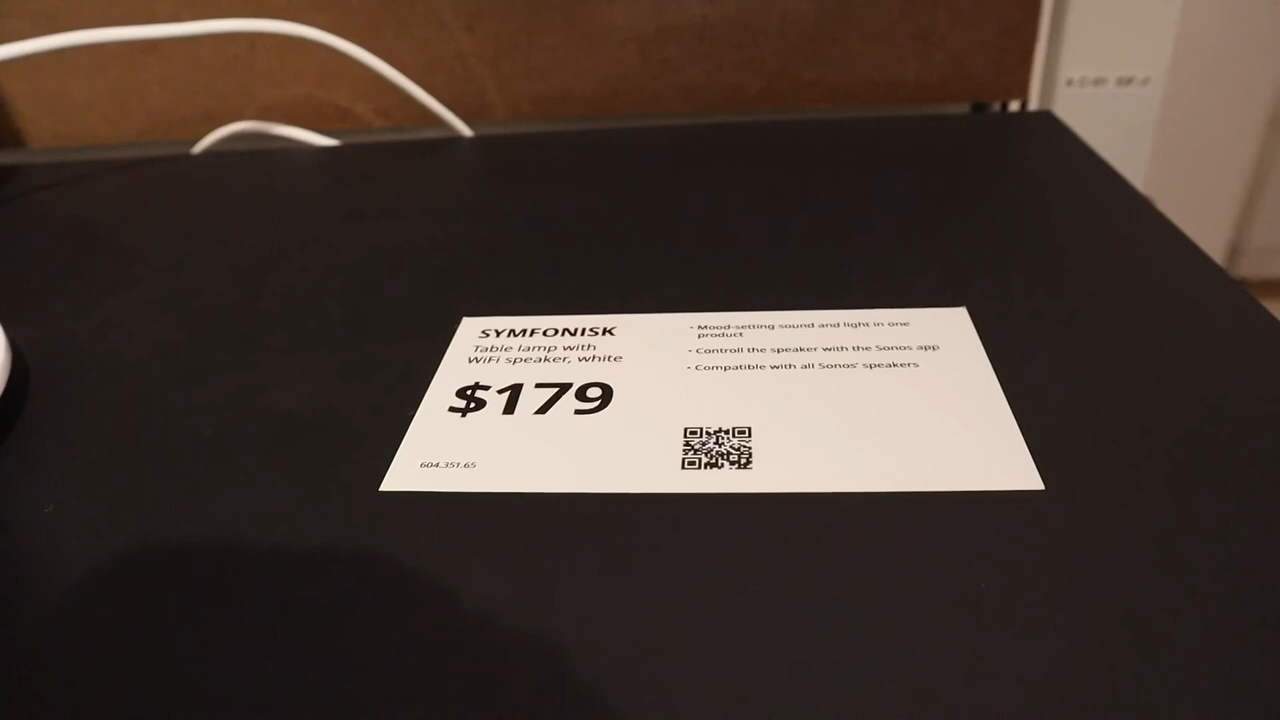 SYMFONISK
Table lamp with
WiFi speaker, white
$179
604.351.65
• Mood-setting sound and light in one
product
• Controll the speaker with the Sonos app
• Compatible with all Sonos' speakers